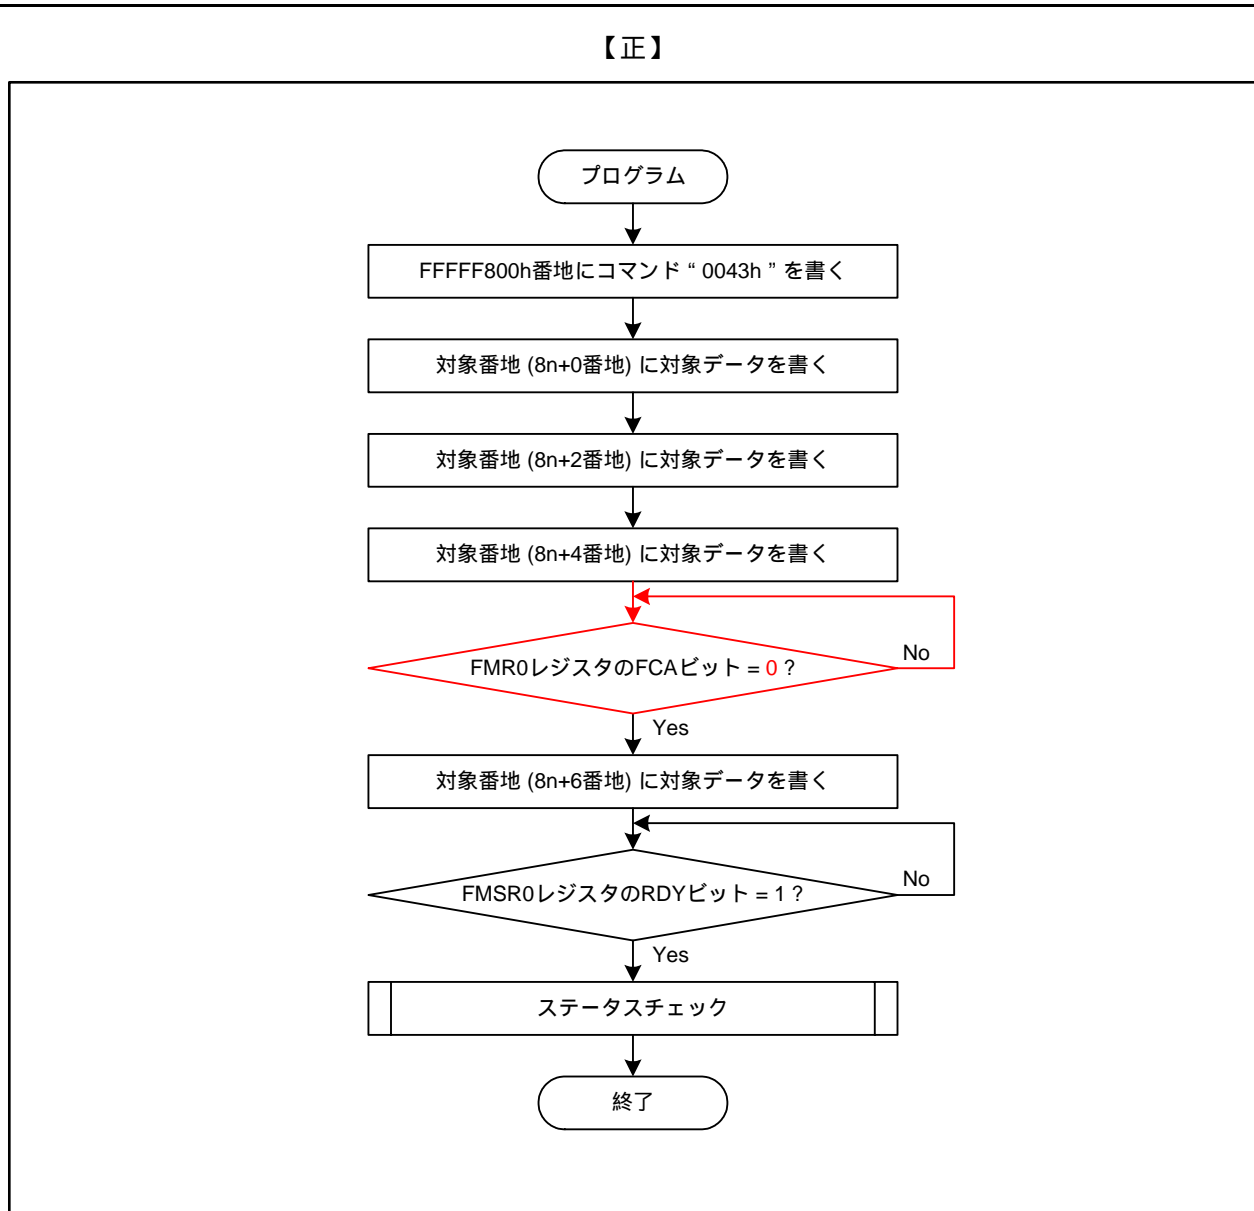 【正】
プログラム
FFFFF800h番地にコマンド “ 0043h ” を書く
対象番地 (8n+0番地) に対象データを書く
対象番地 (8n+2番地) に対象データを書く
対象番地 (8n+4番地) に対象データを書く
FMR0レジスタのFCAビット = 0 ?
No
Yes
対象番地 (8n+6番地) に対象データを書く
FMSR0レジスタのRDYビット = 1 ?
No
Yes
ステータスチェック
終了